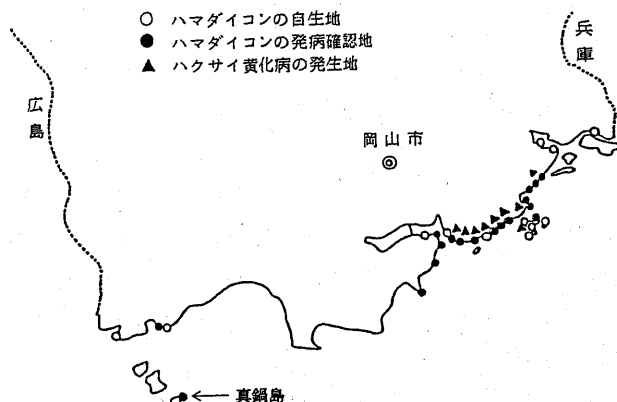 ○ ハマダイコンの自生地
● ハマダイコンの発病確認地
▲ ハクサイ黄化病の発生地
兵庫
広島
岡山市
真鍋島